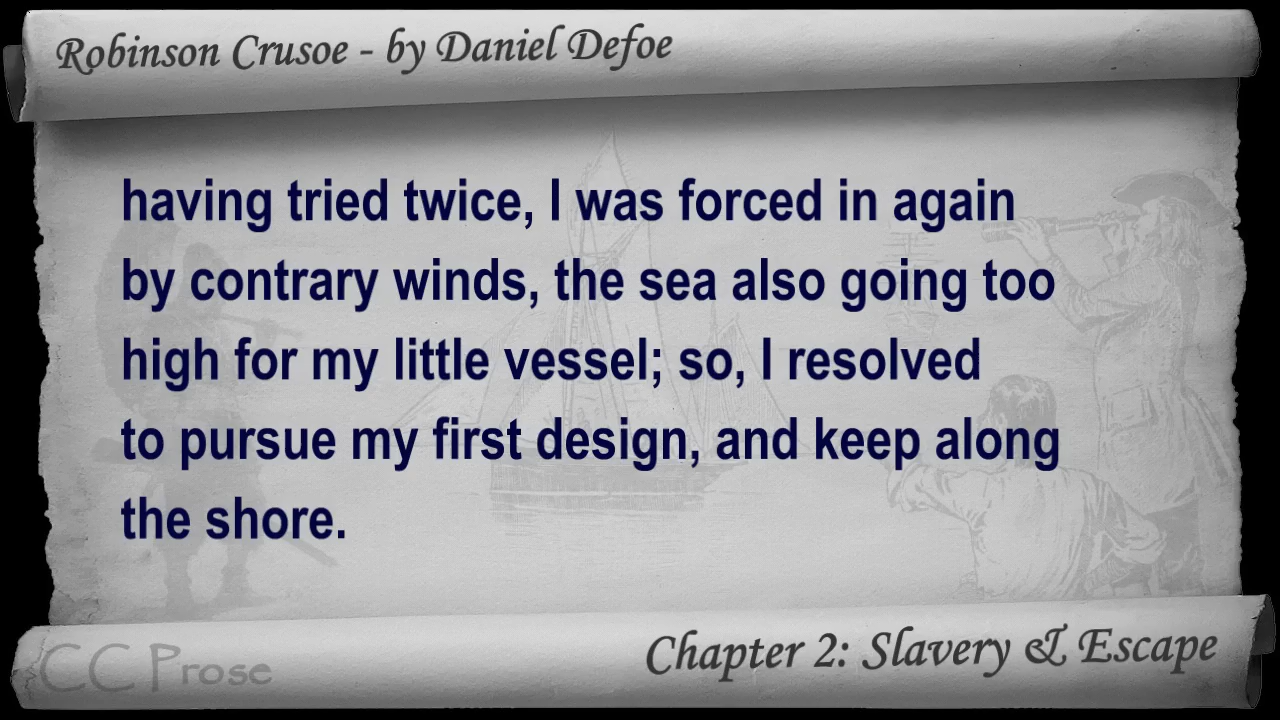 Robinson Crusoe - by Daniel Defoe
having tried twice, I was forced in again
by contrary winds, the sea also going too
high for my little vessel; so, I resolved
to pursue my first design, and keep along
the shore.
CC Prose
Chapter 2: Slavery & Escape